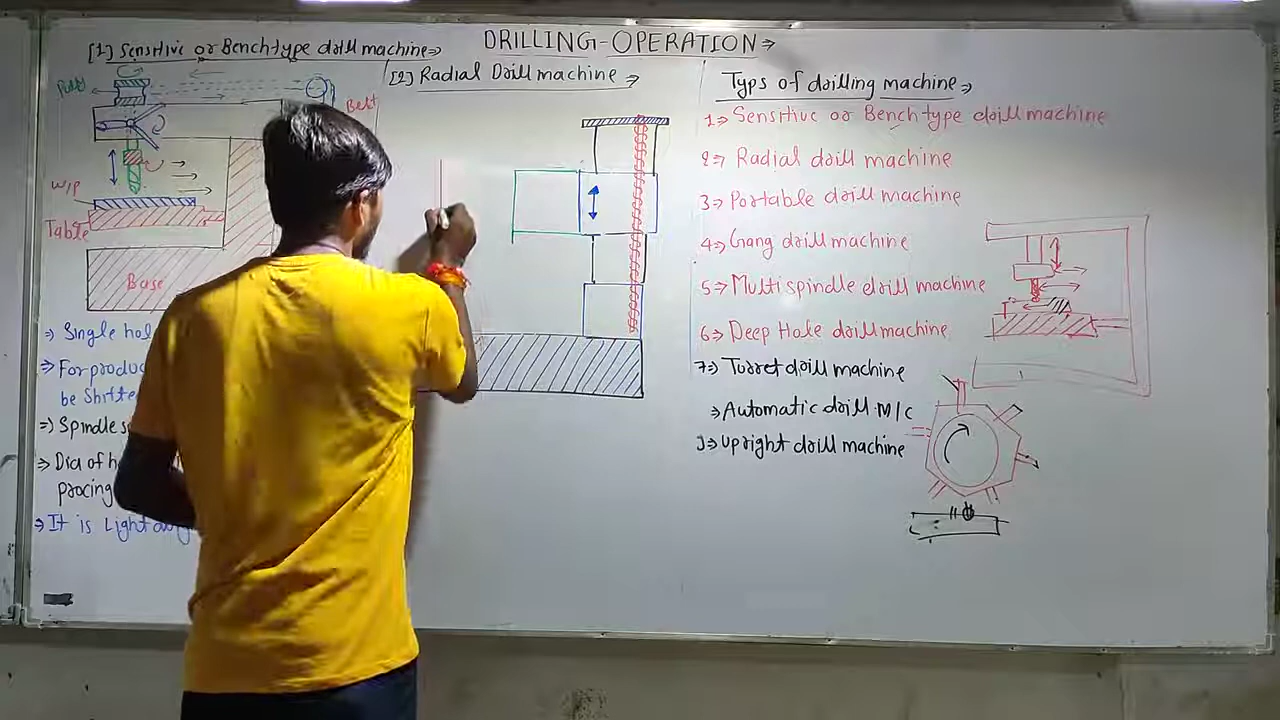 DRILLING-OPERATION⇒
[1] Sensitive or Bench type drill machine⇒
Belt
W/P
Table
Base
⇒ Single hol
⇒ For produc
be Shifte
⇒ Spindle s
⇒ Dia of h
procing
⇒ It is Light duty
[2] Radial Drill machine ⇒
Typs of drilling machine⇒
1⇒ Sensitive or Bench type drill machine
2⇒ Radial drill machine
3⇒ Portable drill machine
4⇒ Gang drill machine
5⇒ Multi spindle drill machine
6⇒ Deep Hole drill machine
7⇒ Turret drill machine
⇒ Automatic drill M/C
9⇒ Upright drill machine